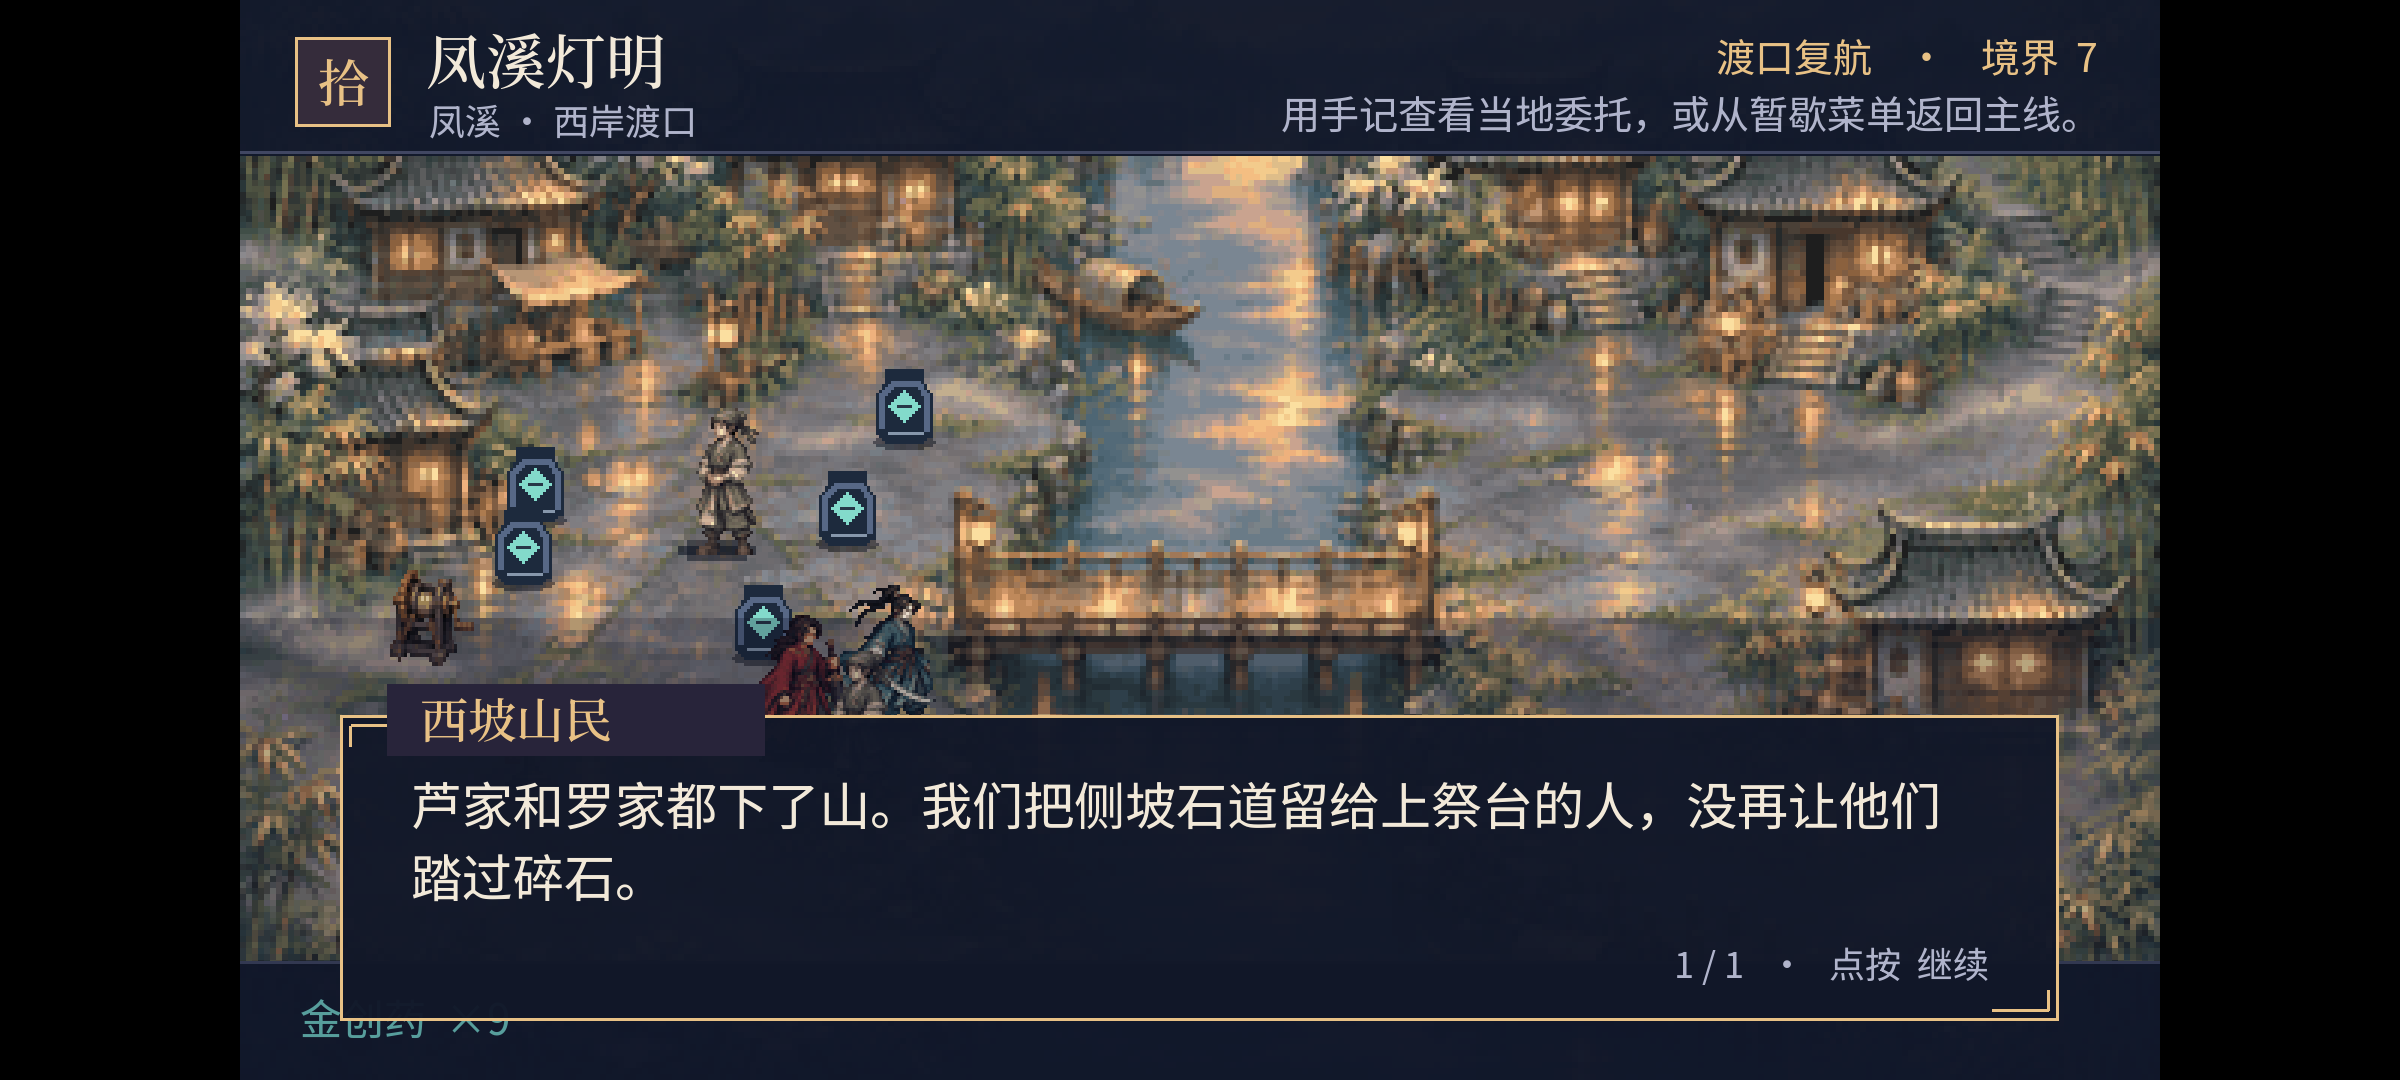 拾
凤溪灯明
凤溪 · 西岸渡口
渡口复航 · 境界 7
用手记查看当地委托，或从暂歇菜单返回主线。
西坡山民
芦家和罗家都下了山。我们把侧坡石道留给上祭台的人，没再让他们
踏过碎石。
1/1 · 点按 继续
金创药 ×9